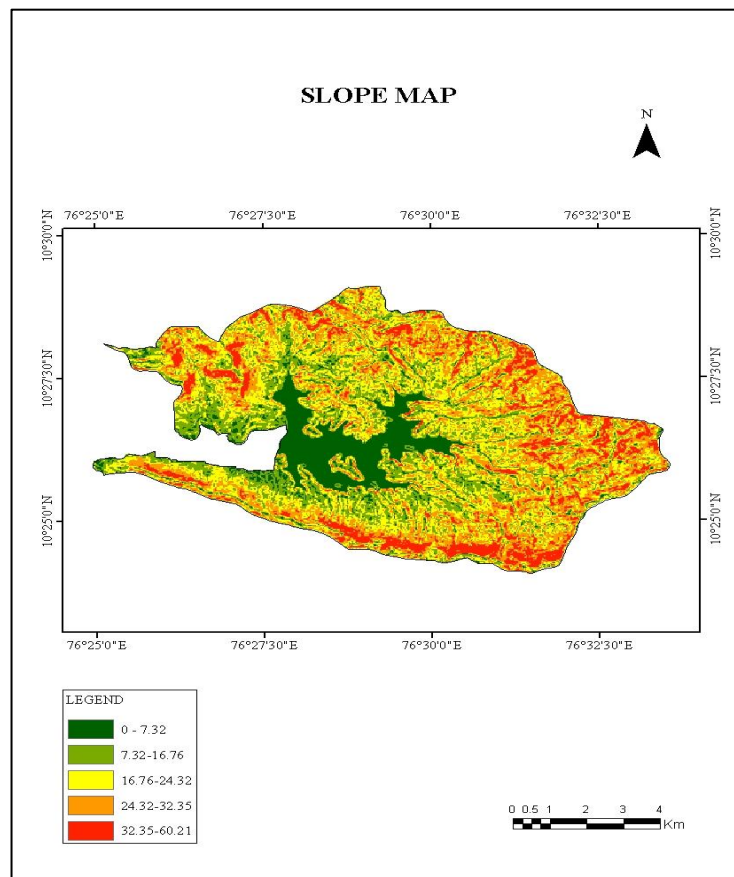 SLOPE MAP
N
76°25'0"E 76°27'30"E 76°30'0"E 76°32'30"E
10°30'0"N 10°30'0"N
10°27'30"N 10°27'30"N
10°25'0"N 10°25'0"N
76°25'0"E 76°27'30"E 76°30'0"E 76°32'30"E
LEGEND
0 - 7.32
7.32-16.76
16.76-24.32
24.32-32.35
32.35-60.21
0 0.5 1 2 3 4
Km